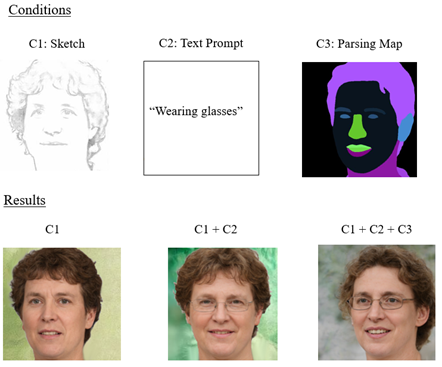 Conditions
C1: Sketch
C2: Text Prompt
C3: Parsing Map
“Wearing glasses”
Results
C1
C1 + C2
C1 + C2 + C3